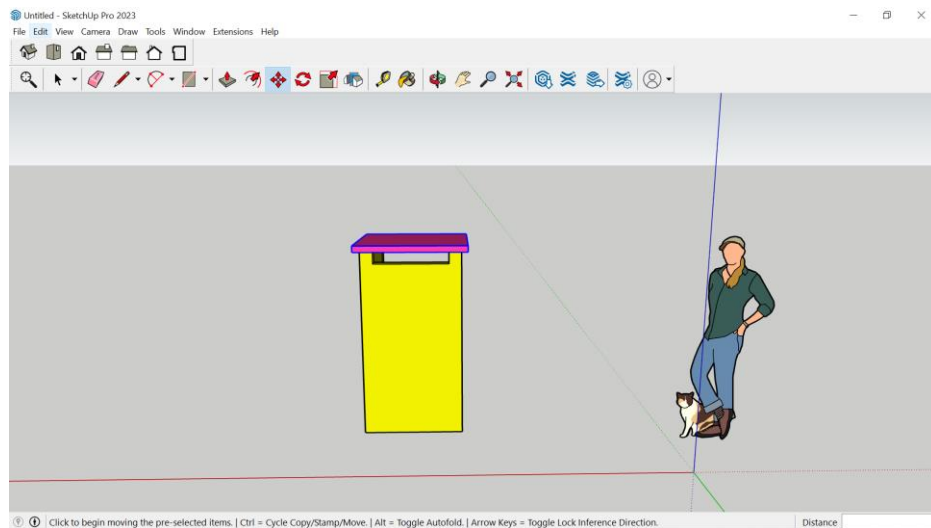 Untitled - SketchUp Pro 2023
File Edit View Camera Draw Tools Window Extensions Help
Click to begin moving the pre-selected items. | Ctrl = Cycle Copy/Stamp/Move. | Alt = Toggle Autofold. | Arrow Keys = Toggle Lock Inference Direction. Distance